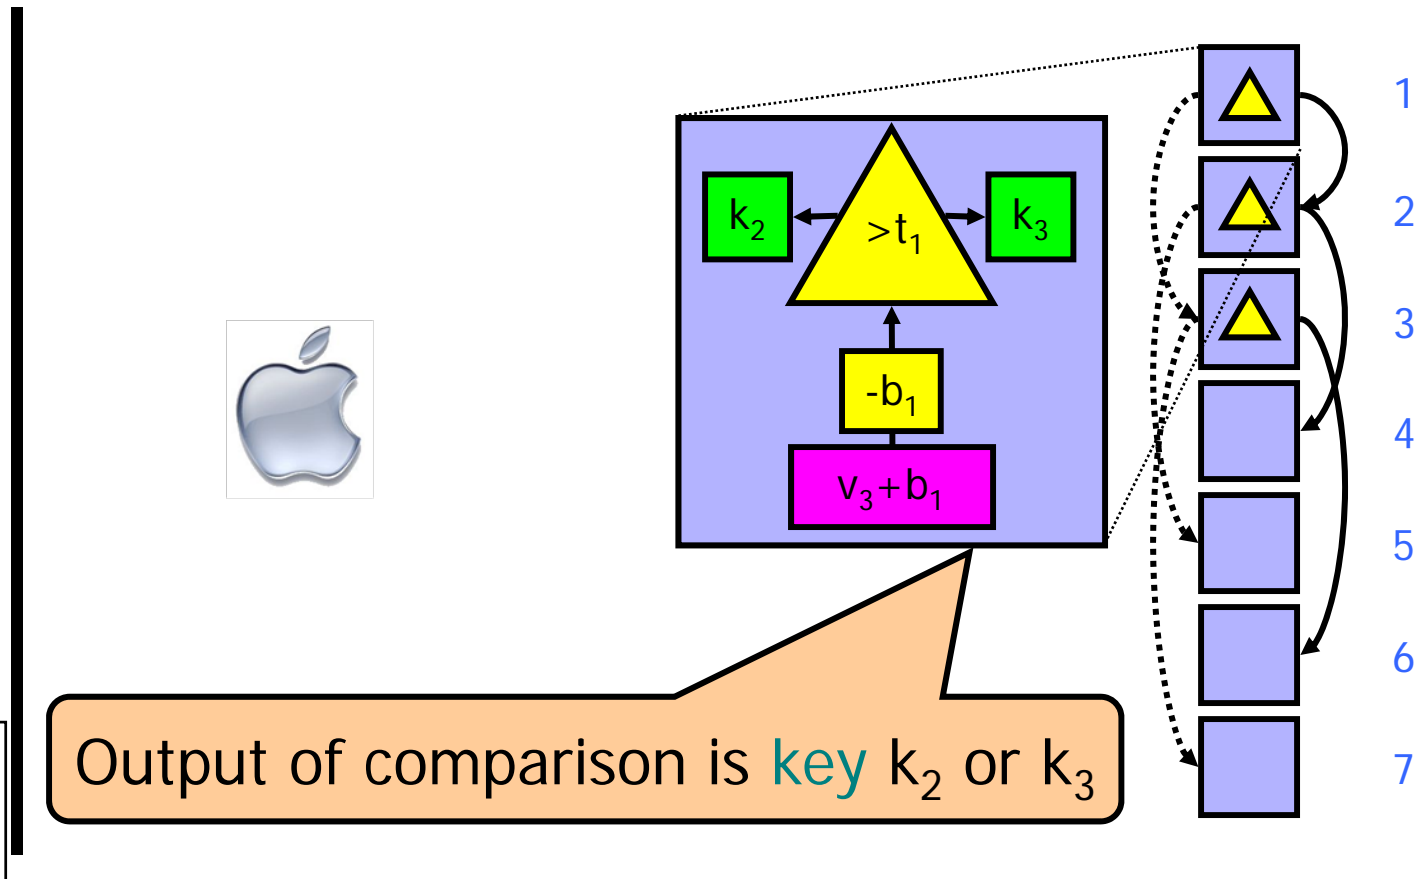 1
k₂ >t₁ k₃
2
3
-b₁
4
v₃+b₁
5
6
Output of comparison is key k₂ or k₃
7